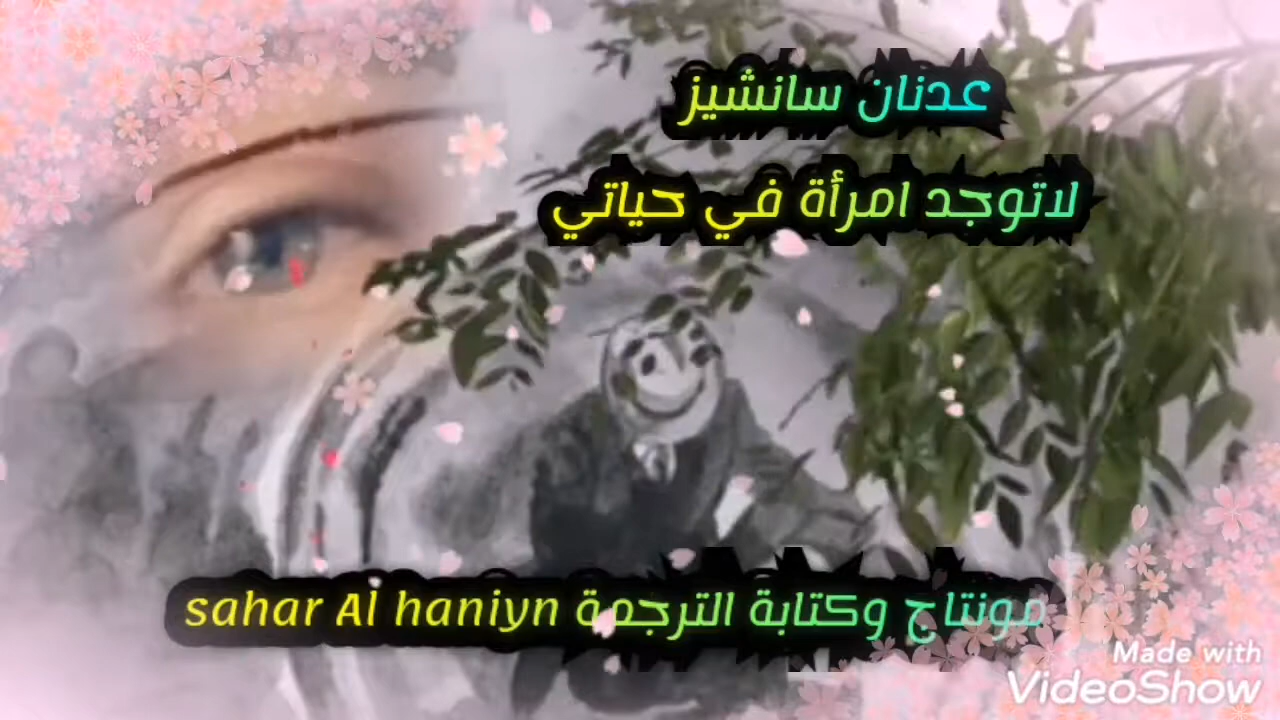 عدنان سانشيز
لاتوجد امرأة في حياتي
مونتاج وكتابة الترجمة sahar Al haniyn
Made with
VideoShow